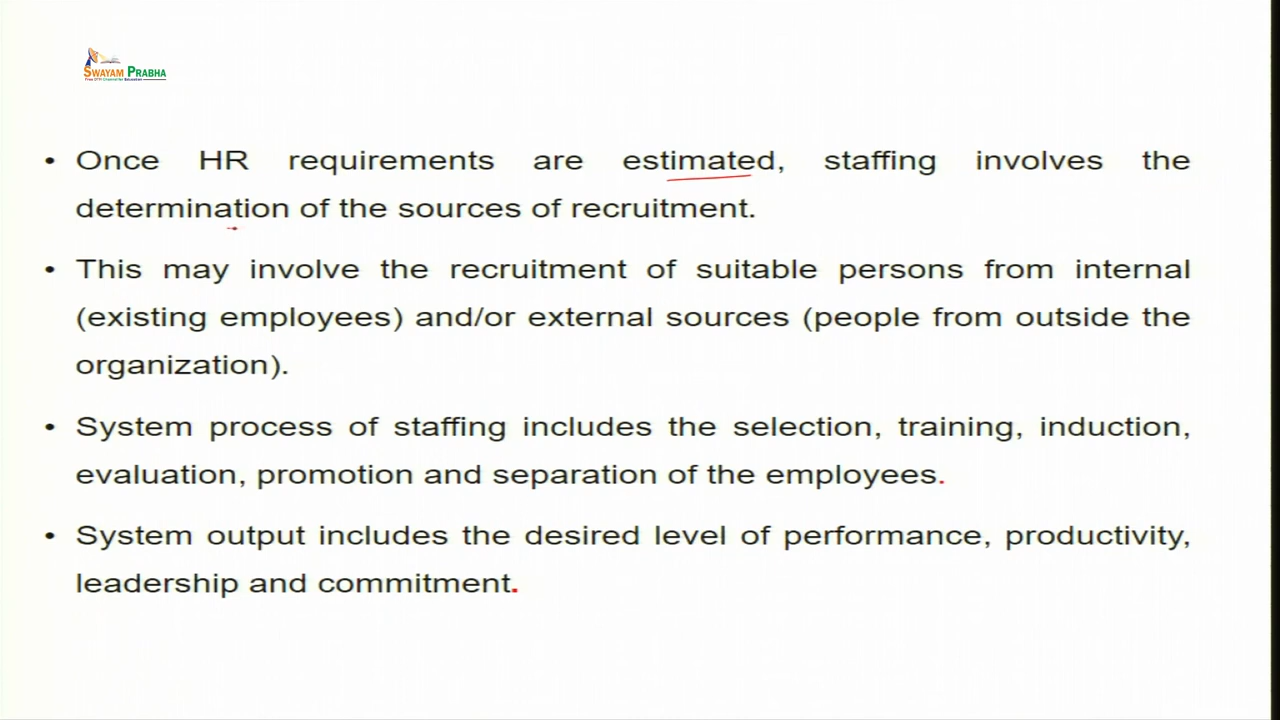 SWAYAM PRABHA
• Once HR requirements are estimated, staffing involves the
determination of the sources of recruitment.
• This may involve the recruitment of suitable persons from internal
(existing employees) and/or external sources (people from outside the
organization).
• System process of staffing includes the selection, training, induction,
evaluation, promotion and separation of the employees.
• System output includes the desired level of performance, productivity,
leadership and commitment.